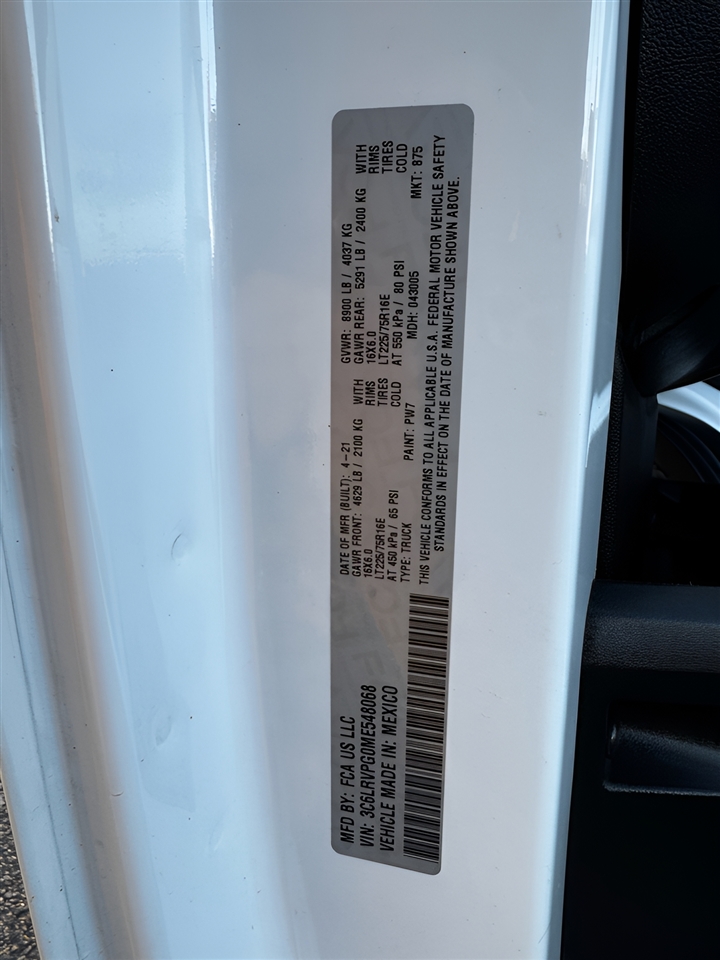 MFD BY: FCA US LLC
VIN: 3C6LRVPG0ME548068
VEHICLE MADE IN: MEXICO
DATE OF MFR (BUILT): 4-21 GVWR: 8900 LB / 4037 KG
GAWR FRONT: 4629 LB / 2100 KG WITH GAWR REAR: 5291 LB / 2400 KG WITH
16X6.0 RIMS 16X6.0 RIMS
LT225/75R16E TIRES LT225/75R16E TIRES
AT 450 kPa / 65 PSI COLD AT 550 kPa / 80 PSI COLD
TYPE: TRUCK PAINT: PW7 MDH: 043005 MKT: 875
THIS VEHICLE CONFORMS TO ALL APPLICABLE U.S.A. FEDERAL MOTOR VEHICLE SAFETY
STANDARDS IN EFFECT ON THE DATE OF MANUFACTURE SHOWN ABOVE.